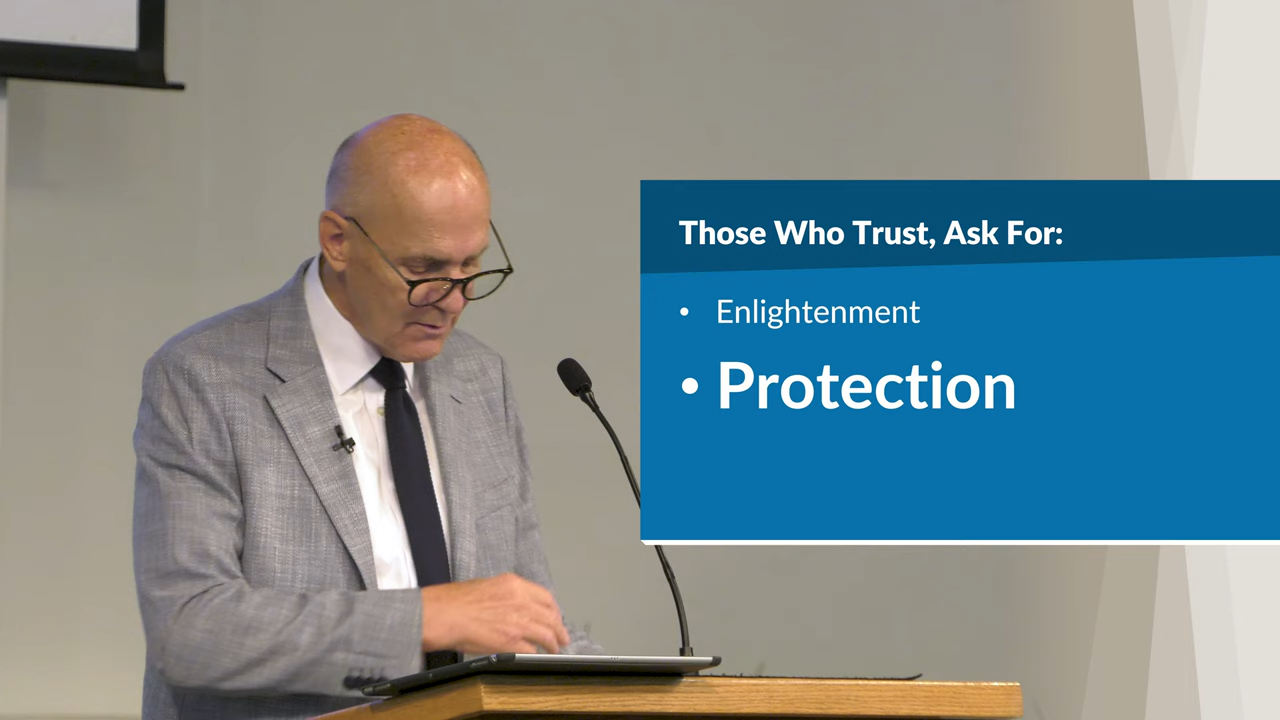 Those Who Trust, Ask For:
• Enlightenment
• Protection